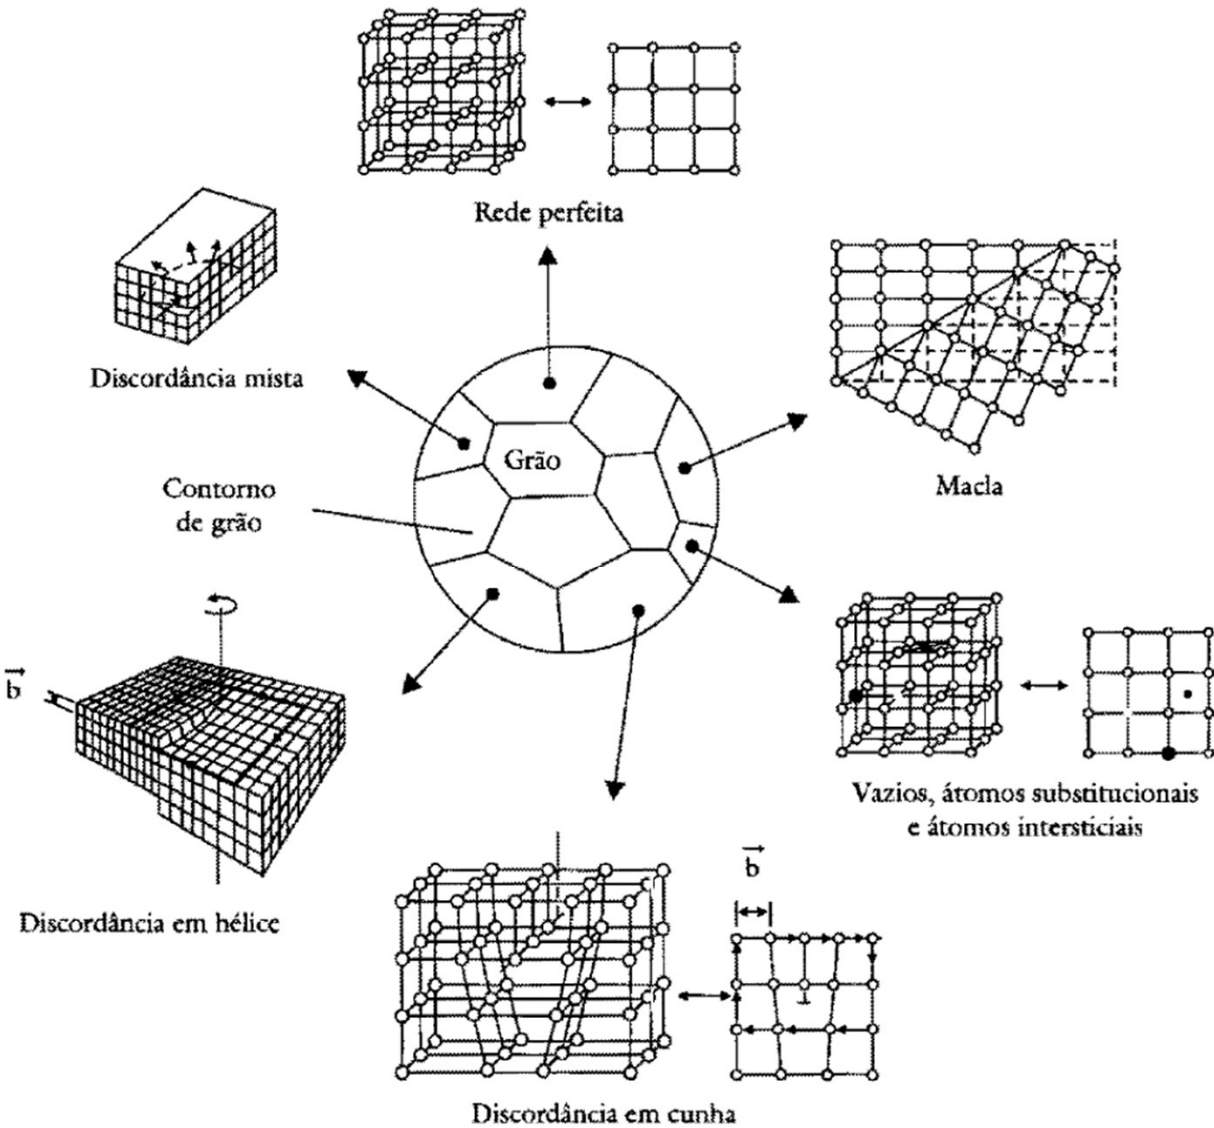 Rede perfeita
Discordância mista
Grão
Macla
Contorno
de grão
b
Vazios, átomos substitucionais
e átomos intersticiais
b
Discordância em hélice
Discordância em cunha